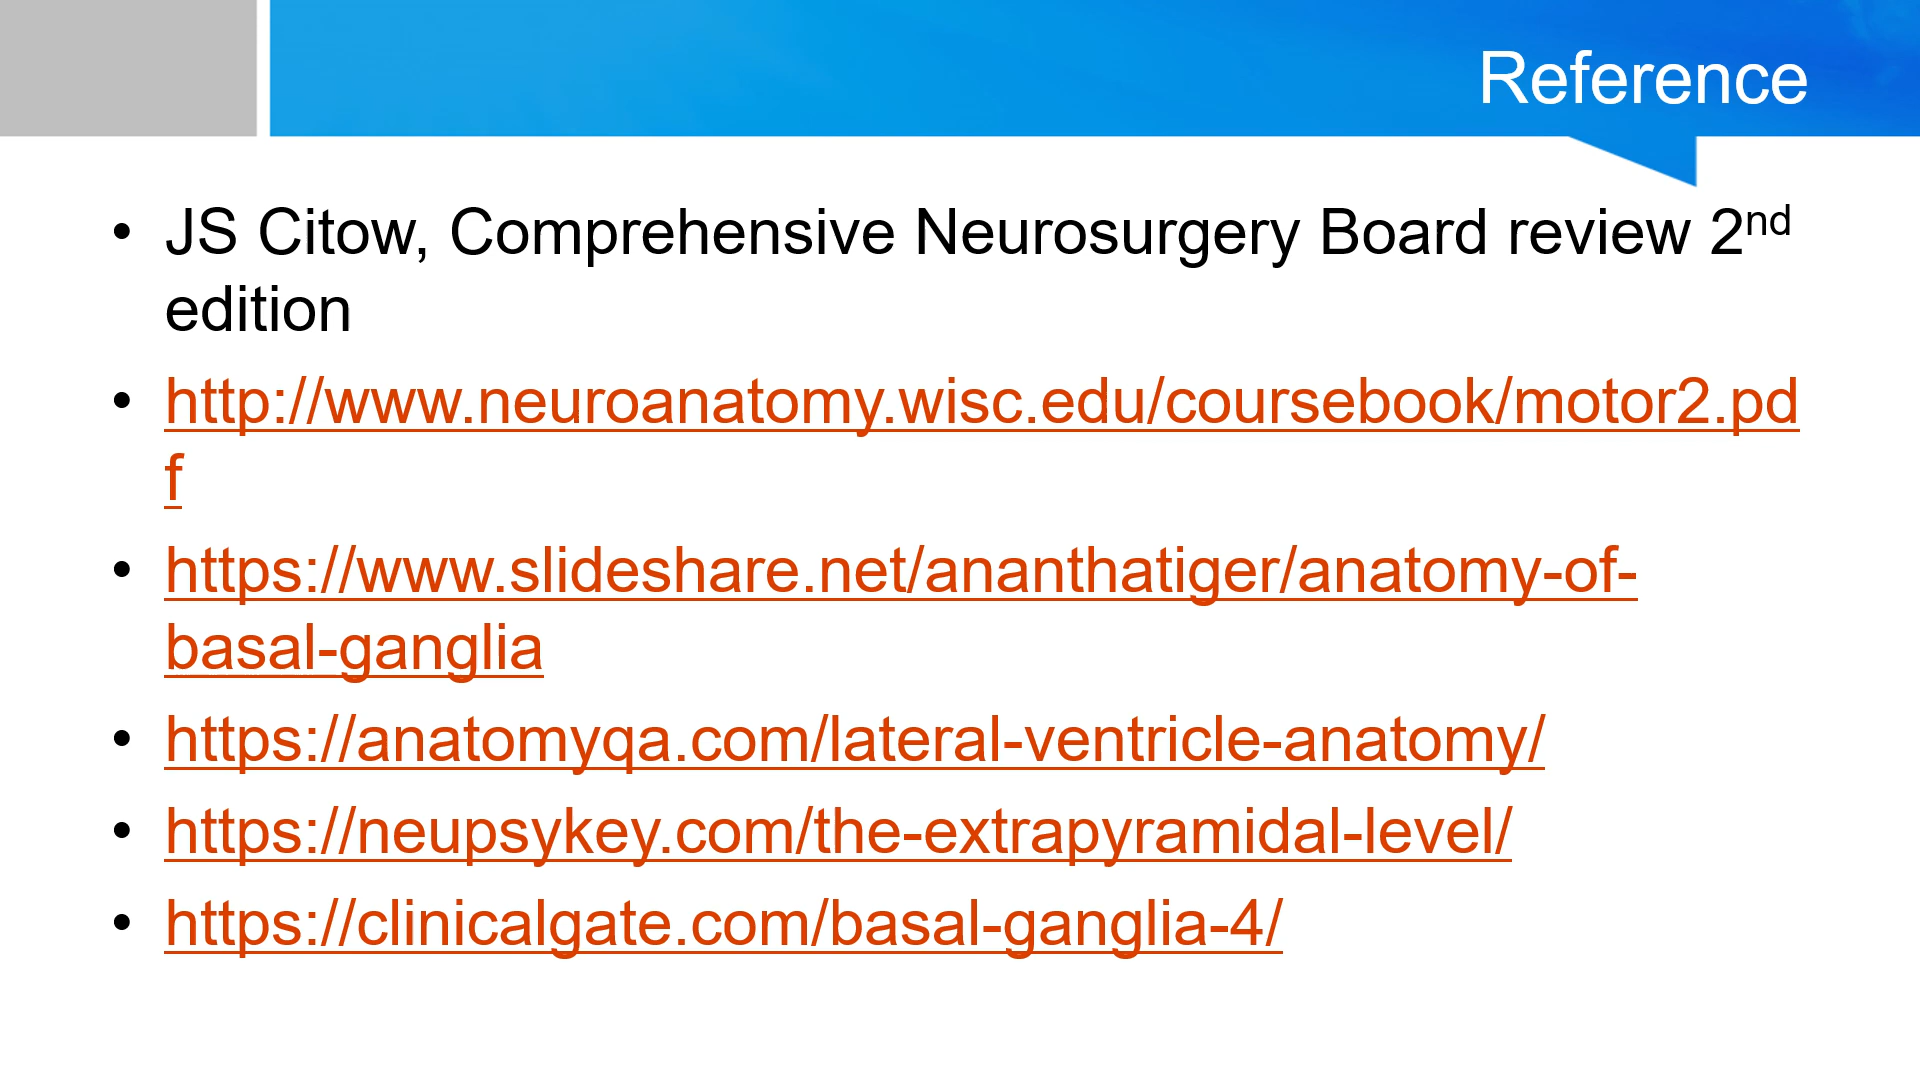 Reference
• JS Citow, Comprehensive Neurosurgery Board review 2nd
edition
• http://www.neuroanatomy.wisc.edu/coursebook/motor2.pd
f
• https://www.slideshare.net/ananthatiger/anatomy-of-
basal-ganglia
• https://anatomyqa.com/lateral-ventricle-anatomy/
• https://neupsykey.com/the-extrapyramidal-level/
• https://clinicalgate.com/basal-ganglia-4/